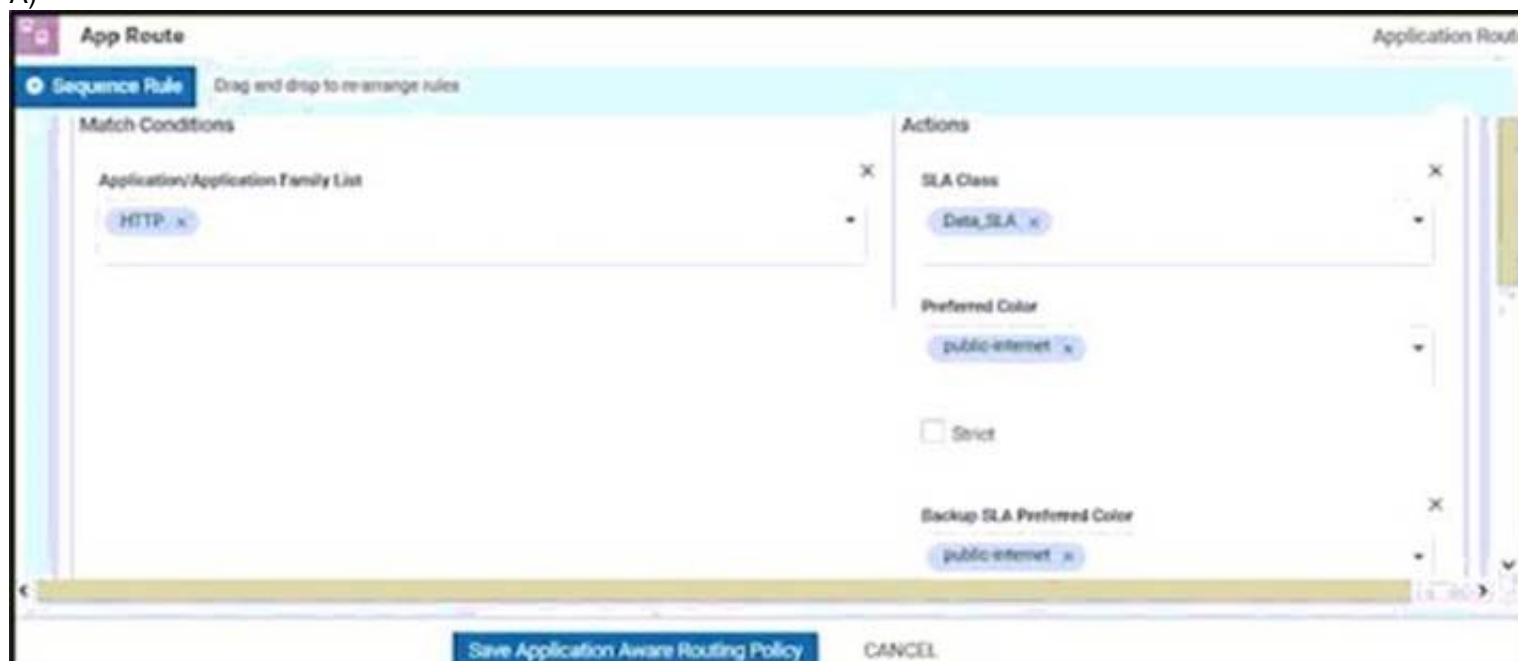 A)
App Route
Application Rout
Sequence Rule Drag and drop to re-arrange rules
Match Conditions
Actions
Application/Application Family List
SLA Class
HTTP ×
Data_SLA ×
Preferred Color
public-internet ×
Strict
Backup SLA Preferred Color
public-internet ×
Save Application Aware Routing Policy CANCEL